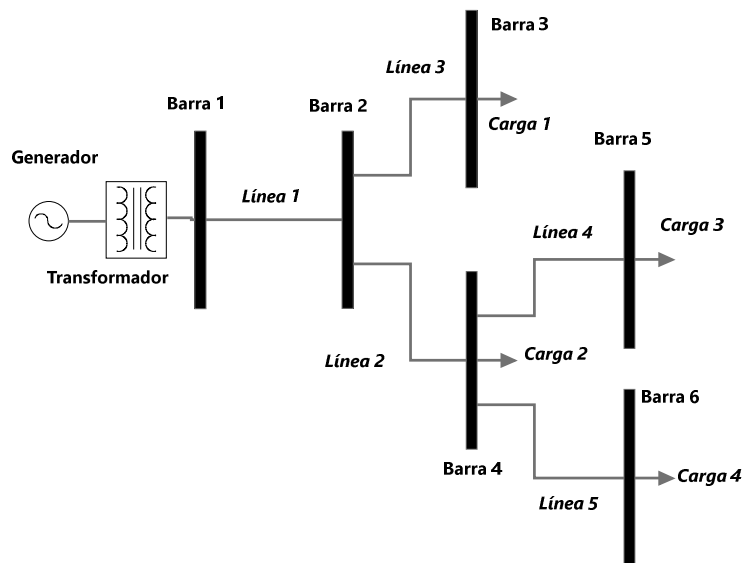 Barra 3
Línea 3
Barra 1
Barra 2
Carga 1
Barra 5
Generador
Línea 1
Línea 4
Carga 3
Transformador
Línea 2
Carga 2
Barra 6
Barra 4
Carga 4
Línea 5